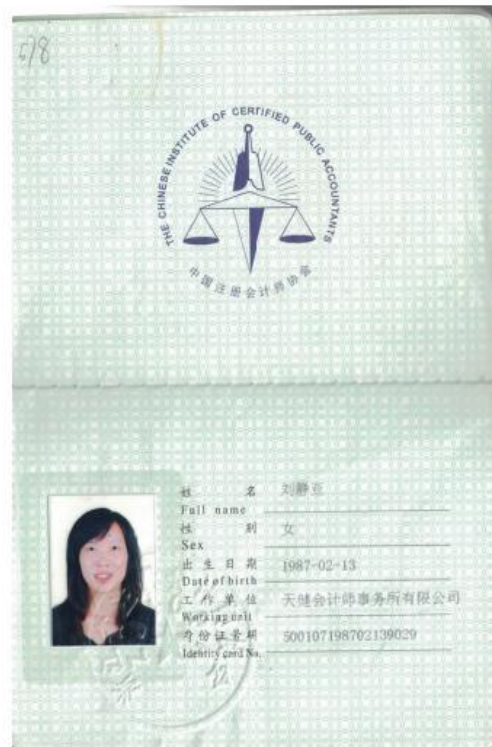 578
THE CHINESE INSTITUTE OF CERTIFIED PUBLIC ACCOUNTANTS
中国注册会计师协会
姓 名 刘静
Full name
性 别 女
Sex
出生日期 1987-02-13
Date of birth
工作单位 天健会计师事务所有限公司
Working unit
身份证号码 500107198702139029
Identity card No.
12